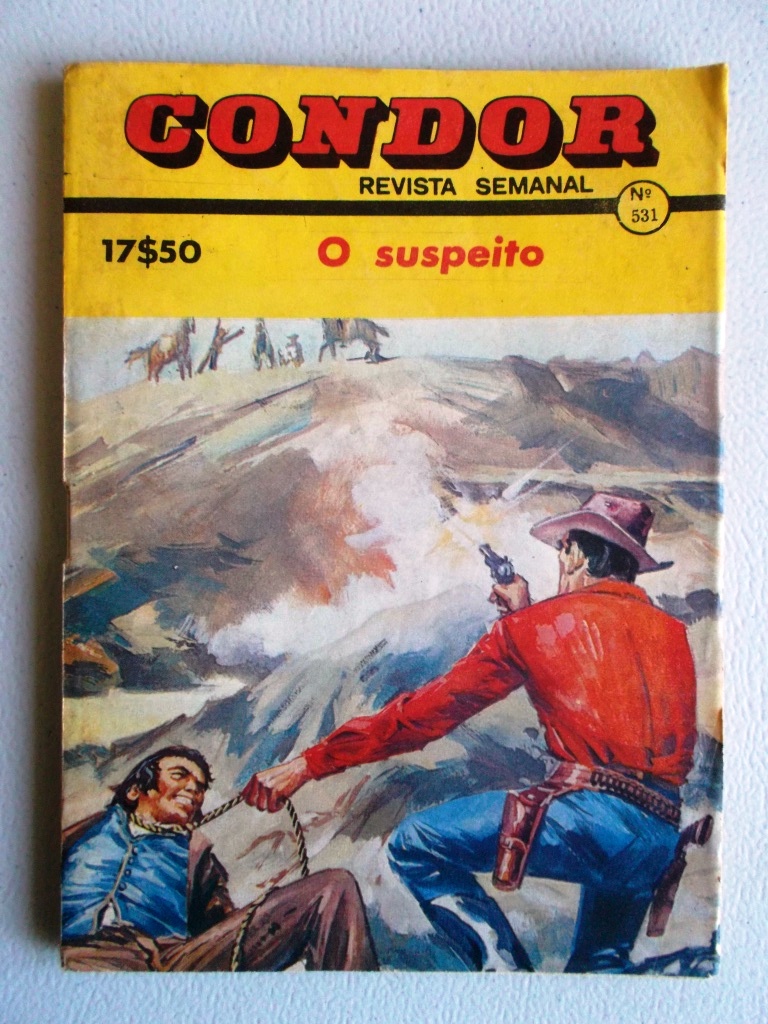 CONDOR
REVISTA SEMANAL
Nº
531
17$50
O suspeito